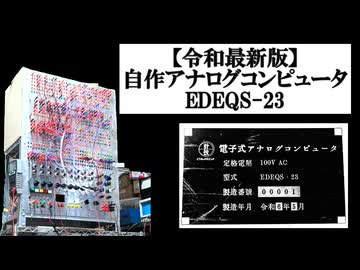 【令和最新版】
自作アナログコンピュータ
EDEQS-23
電子式アナログコンピュータ
定格電圧 100V AC
型式 EDEQS-23
製造番號 00001
製造年月 令和6年5月